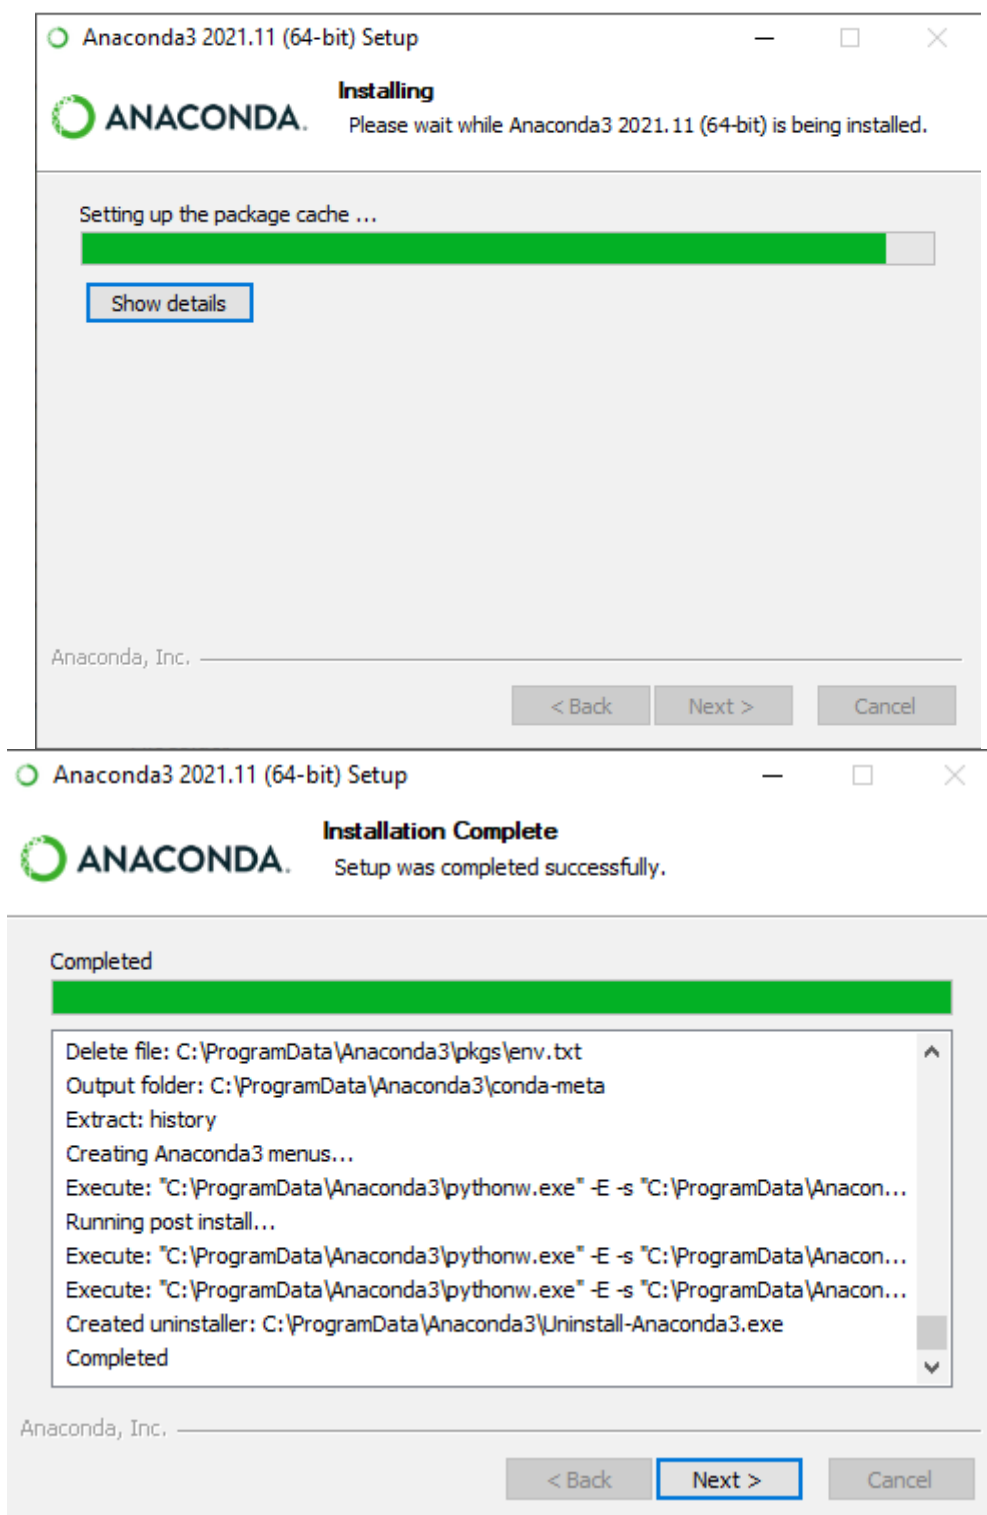 Anaconda3 2021.11 (64-bit) Setup
ANACONDA.
Installing
Please wait while Anaconda3 2021.11 (64-bit) is being installed.
Setting up the package cache ...
Show details
Anaconda, Inc.
< Back Next > Cancel
Anaconda3 2021.11 (64-bit) Setup
ANACONDA.
Installation Complete
Setup was completed successfully.
Completed
Delete file: C:\ProgramData\Anaconda3\pkgs\env.txt
Output folder: C:\ProgramData\Anaconda3\conda-meta
Extract: history
Creating Anaconda3 menus...
Execute: "C:\ProgramData\Anaconda3\pythonw.exe" -E -s "C:\ProgramData\Anacon...
Running post install...
Execute: "C:\ProgramData\Anaconda3\pythonw.exe" -E -s "C:\ProgramData\Anacon...
Execute: "C:\ProgramData\Anaconda3\pythonw.exe" -E -s "C:\ProgramData\Anacon...
Created uninstaller: C:\ProgramData\Anaconda3\Uninstall-Anaconda3.exe
Completed
Anaconda, Inc.
< Back Next > Cancel